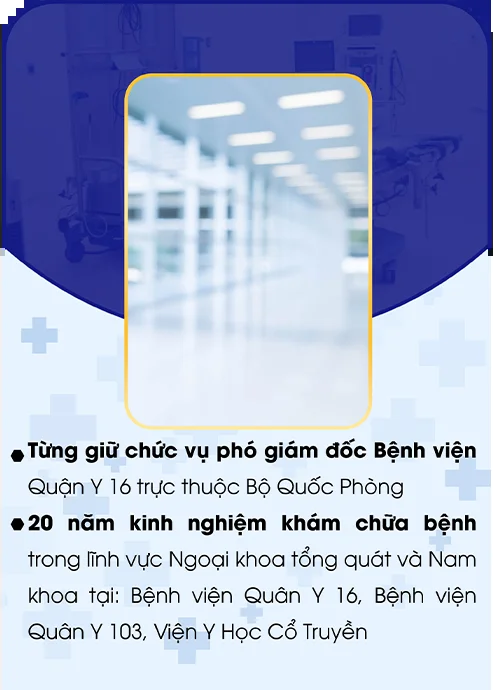 Từng giữ chức vụ phó giám đốc Bệnh viện
Quận Y 16 trực thuộc Bộ Quốc Phòng
20 năm kinh nghiệm khám chữa bệnh
trong lĩnh vực Ngoại khoa tổng quát và Nam
khoa tại: Bệnh viện Quân Y 16, Bệnh viện
Quân Y 103, Viện Y Học Cổ Truyền